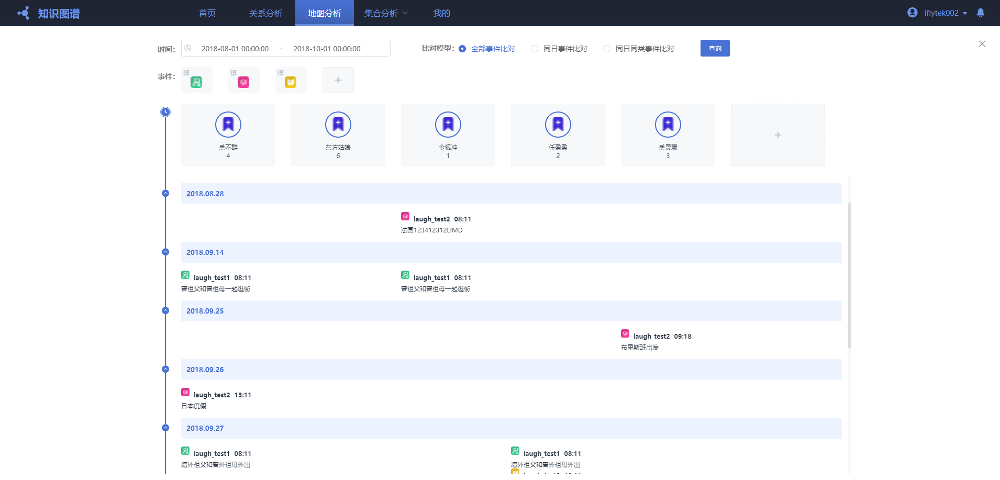 知识图谱
首页 关系分析 地图分析 集合分析 我的
iflytek002
时间: 2018-08-01 00:00:00 - 2018-10-01 00:00:00
比对模型: 全部事件比对 同日事件比对 同日同类事件比对 查询
事件:
岳不群 东方姑娘 令狐冲 任盈盈 岳灵珊
4 6 1 2 3
2018.08.28
laugh_test2 08:11
法国123412312LIMD
2018.09.14
laugh_test1 08:11 laugh_test1 08:11
曾祖父和曾祖母一起逛街 曾祖父和曾祖母一起逛街
2018.09.25
laugh_test2 09:18
布里斯班出发
2018.09.26
laugh_test2 13:11
日本度假
2018.09.27
laugh_test1 08:11 laugh_test1 08:11
增外祖父和曾外祖母外出 增外祖父和曾外祖母外出